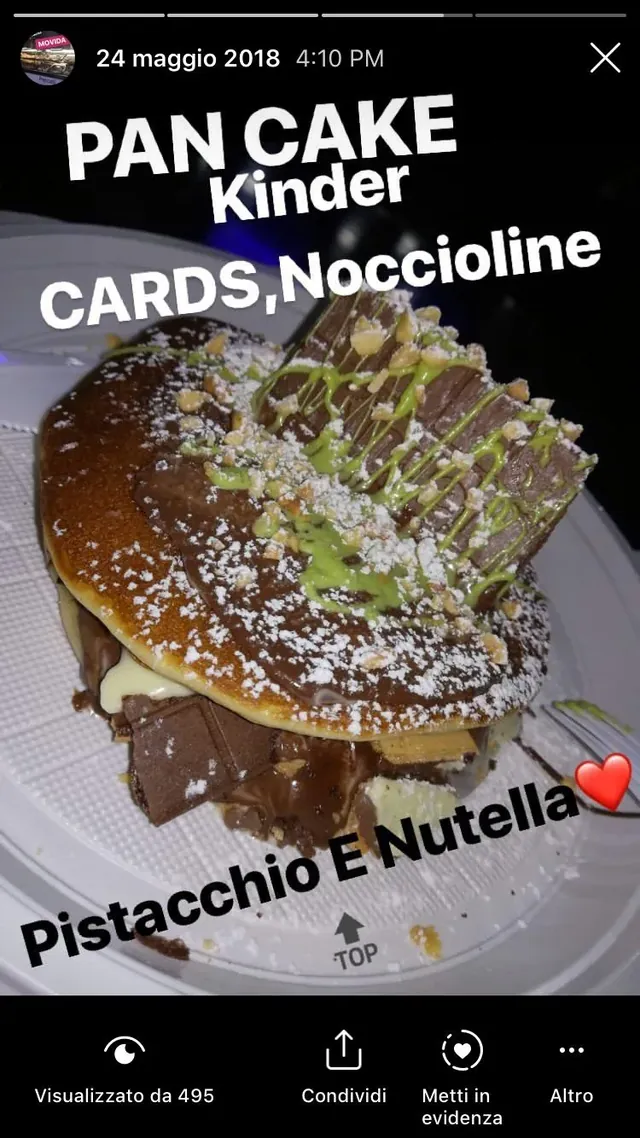 MOVIDA
24 maggio 2018 4:10 PM
PAN CAKE
Kinder
CARDS,Noccioline
Pistacchio E Nutella
TOP
Visualizzato da 495
Condividi
Metti in
evidenza
Altro